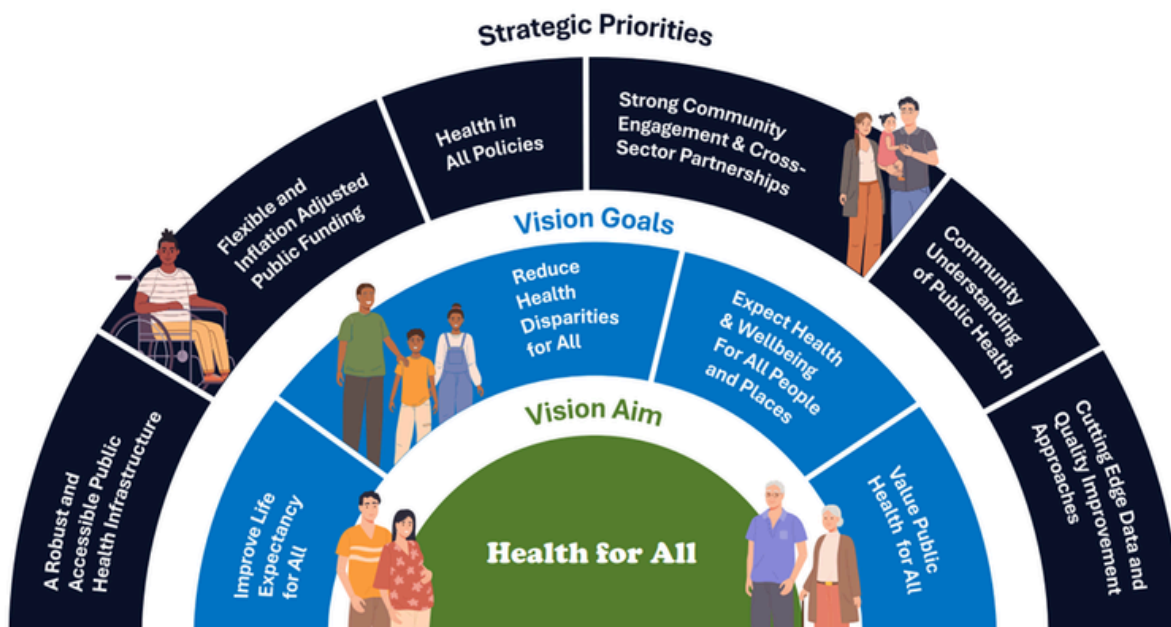 Strategic Priorities
A Robust and
Accessible Public
Health Infrastructure
Flexible and
Inflation Adjusted
Public Funding
Health in
All Policies
Strong Community
Engagement & Cross-
Sector Partnerships
Community
Understanding
of Public Health
Cutting Edge Data and
Quality Improvement
Approaches
Vision Goals
Improve Life
Expectancy
for All
Reduce
Health
Disparities
for All
Expect Health
& Wellbeing
For All People
and Places
Value Public
Health for All
Vision Aim
Health for All